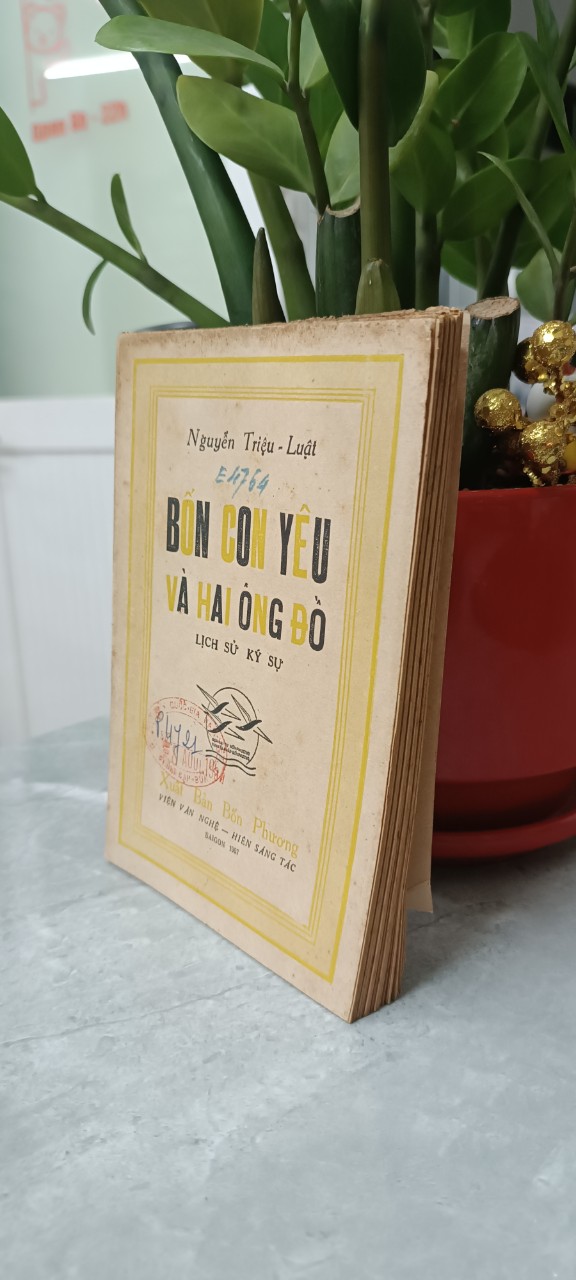 Nguyễn Triệu - Luật
E4764
BỐN CON YÊU
VÀ HAI ÔNG ĐỒ
LỊCH SỬ KÝ SỰ
Xuất Bản Bốn Phương
VIỆN VĂN NGHỆ — HIÊN SÁNG TÁC
SAIGON 1957